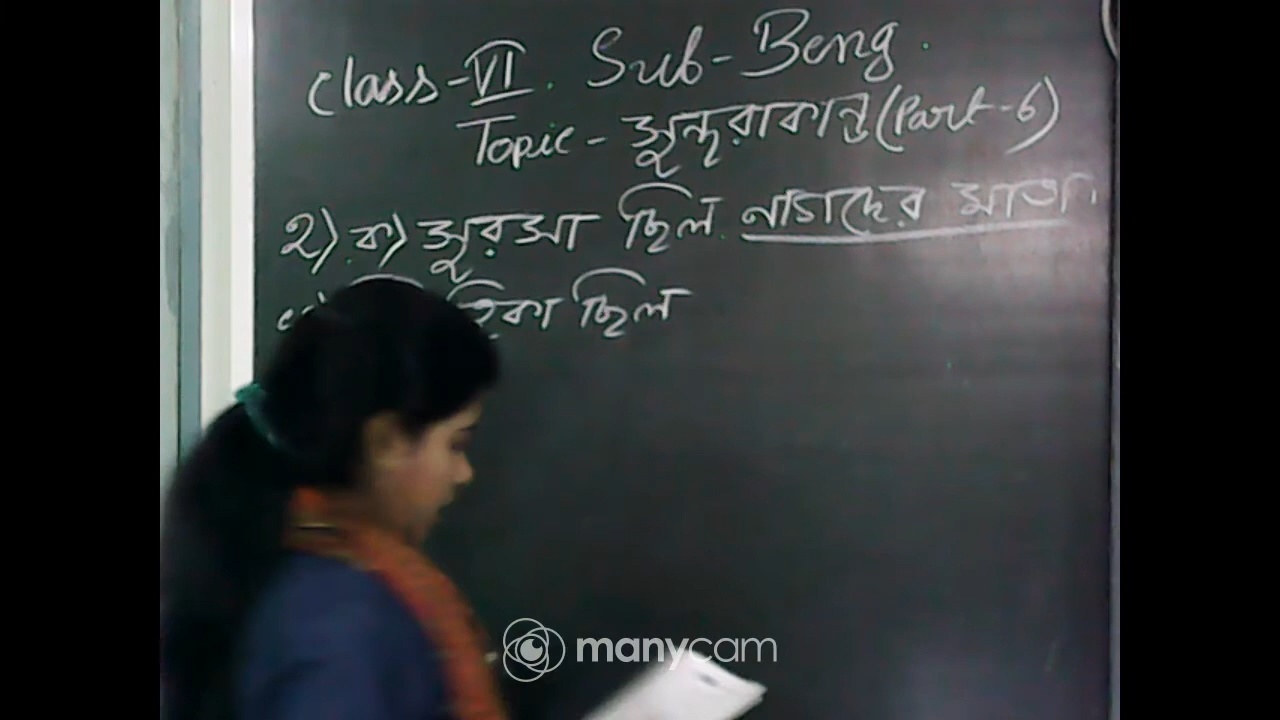 Class-VI. Sub-Beng.
Topic - সুন্দরাকান্ড (Part-6)
২) ক) সুরসা ছিল নাগদের মাতা।
ছিল
manycam